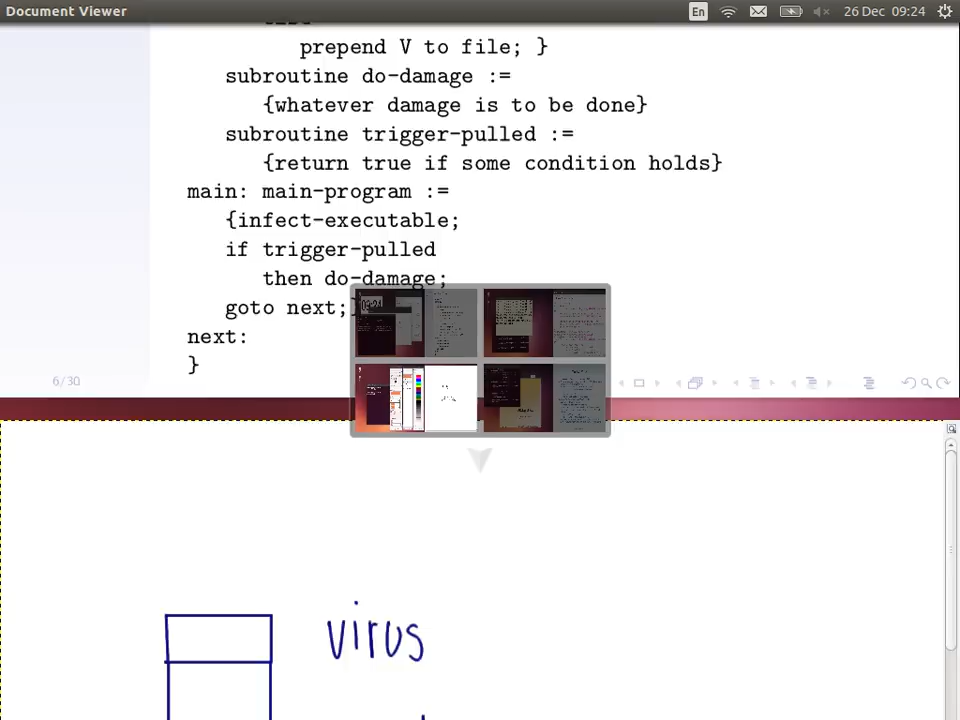 Document Viewer En 26 Dec 09:24
prepend V to file; }
subroutine do-damage :=
{whatever damage is to be done}
subroutine trigger-pulled :=
{return true if some condition holds}
main: main-program :=
{infect-executable;
if trigger-pulled
then do-damage;
goto next;
next:
}
6/30
virus